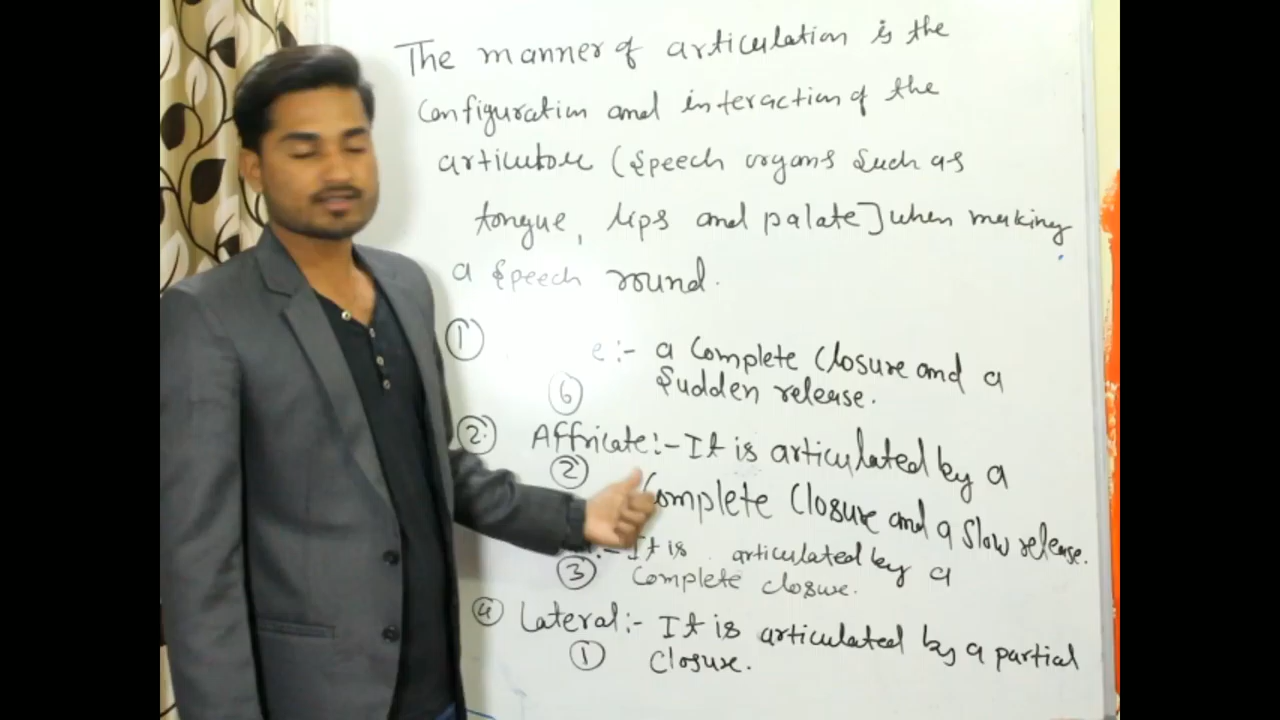 The manner of articulation is the
Configuration and interaction of the
(Speech organs such as
tongue, lips and palate] when making
a speech round.
① e:- a Complete Closure and a
Sudden release.
⑥
② Affricate:- It is articulated by a
②
Complete Closure and a slow release.
:- It is articulated by a
③ Complete closure.
④ Lateral:- It is articulated by a partial
① Closure.